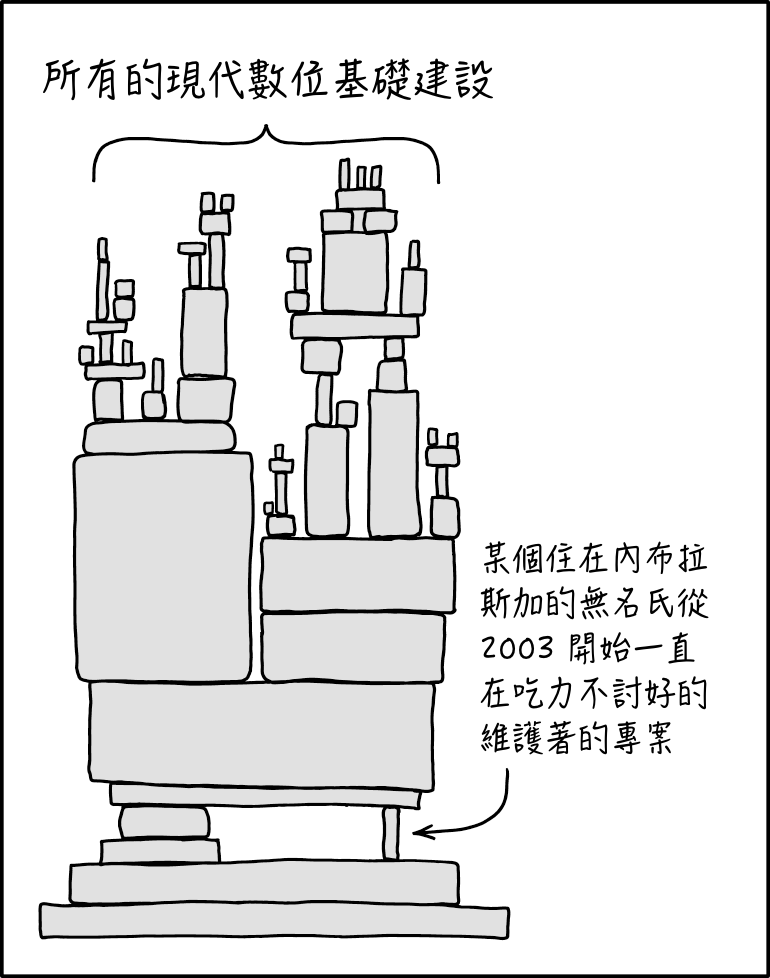 所有的現代數位基礎建設
某個住在內布拉
斯加的無名氏從
2003 開始一直
在吃力不討好的
維護著的專案